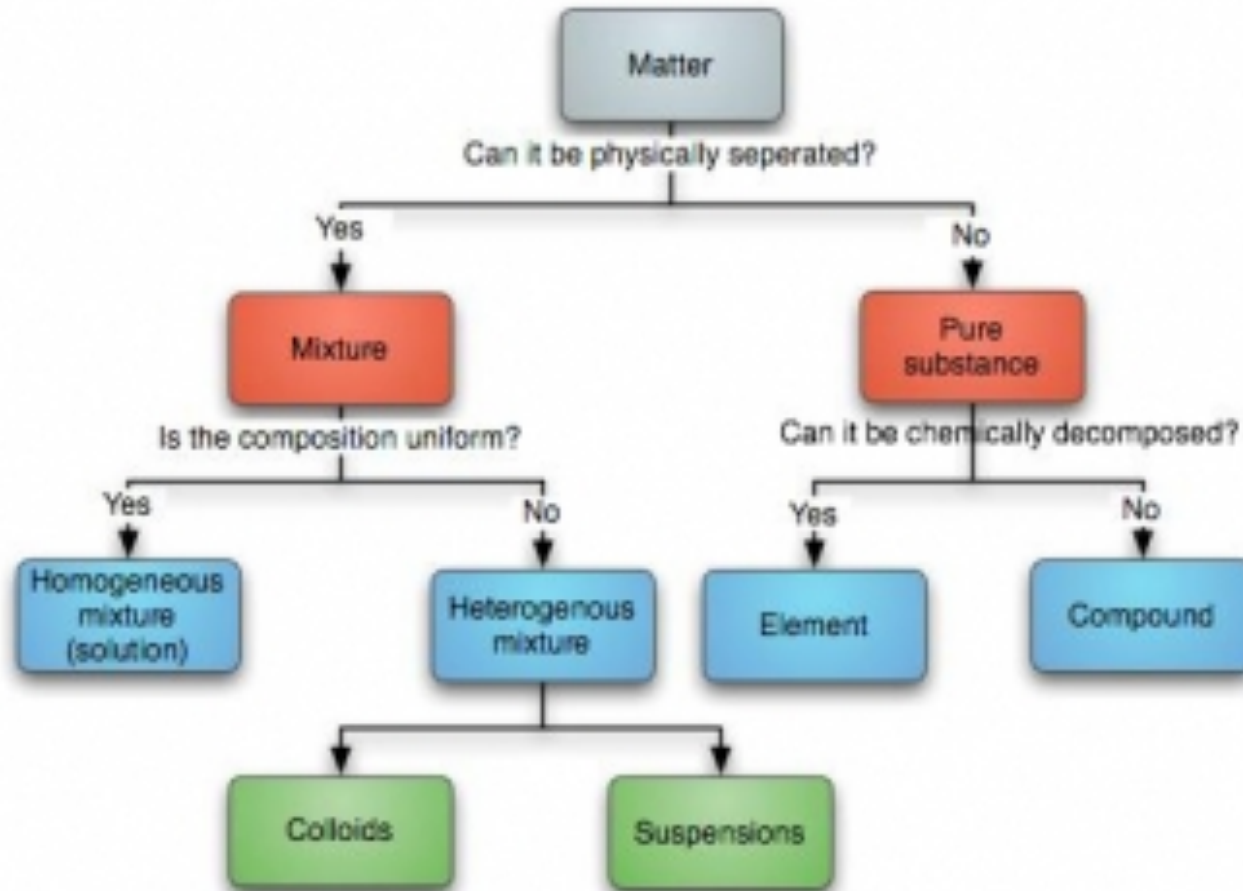 Matter
Can it be physically seperated?
Yes
No
Mixture
Pure
substance
Is the composition uniform?
Can it be chemically decomposed?
Yes
No
Yes
No
Homogeneous
mixture
(solution)
Heterogenous
mixture
Element
Compound
Colloids
Suspensions